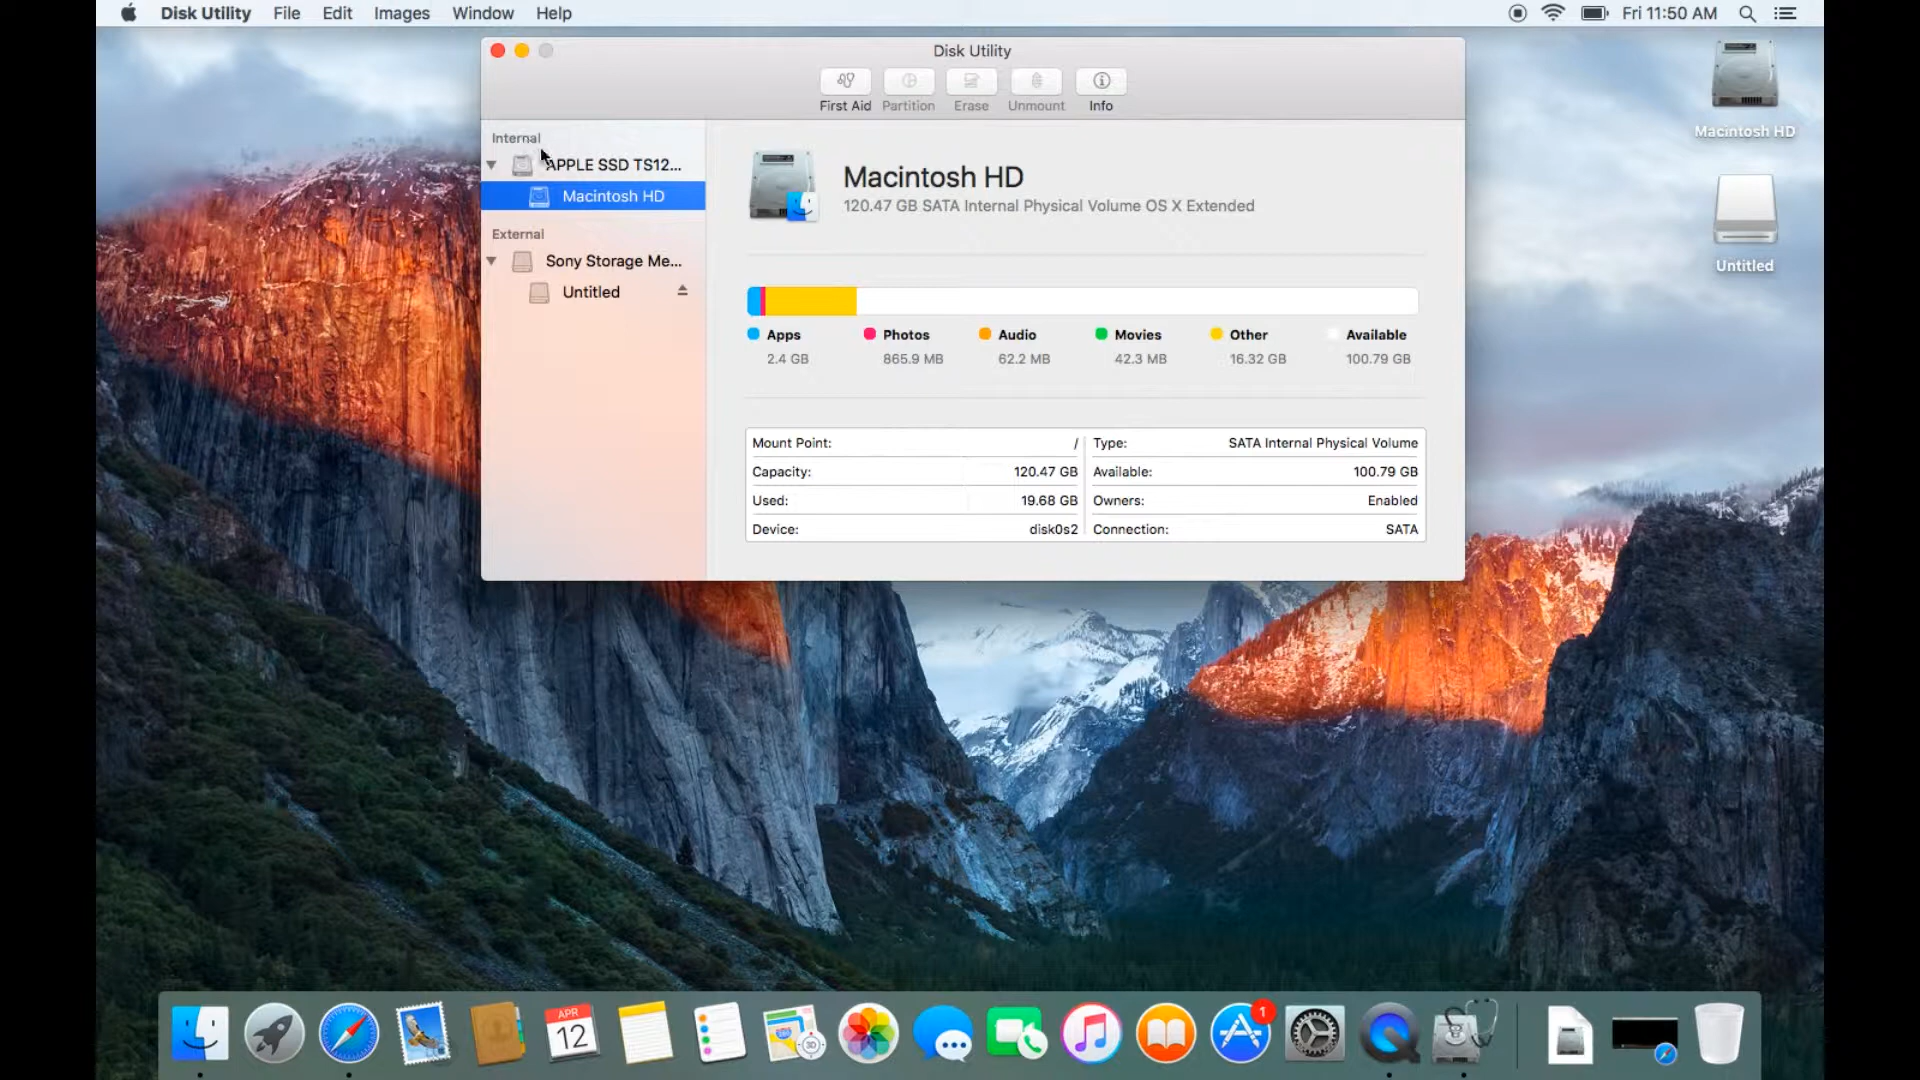 Disk Utility File Edit Images Window Help Fri 11:50 AM
Disk Utility
First Aid Partition Erase Unmount Info
Internal
APPLE SSD TS12...
Macintosh HD
External
Sony Storage Me...
Untitled
Macintosh HD
120.47 GB SATA Internal Physical Volume OS X Extended
Apps Photos Audio Movies Other Available
2.4 GB 865.9 MB 62.2 MB 42.3 MB 16.32 GB 100.79 GB
Mount Point: / Type: SATA Internal Physical Volume
Capacity: 120.47 GB Available: 100.79 GB
Used: 19.68 GB Owners: Enabled
Device: disk0s2 Connection: SATA
Macintosh HD
Untitled
APR
12
3D
1